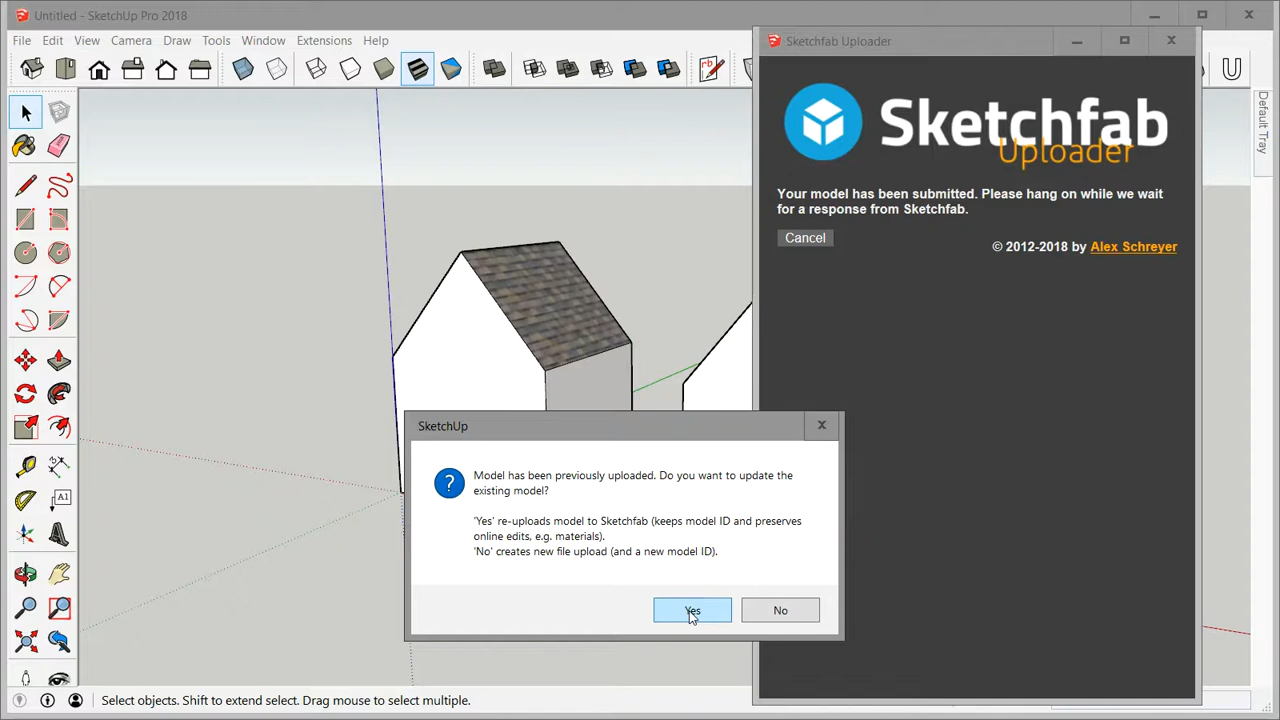 Untitled - SketchUp Pro 2018
File Edit View Camera Draw Tools Window Extensions Help
Default Tray
Sketchfab Uploader
Sketchfab
Uploader
Your model has been submitted. Please hang on while we wait
for a response from Sketchfab.
Cancel
© 2012-2018 by Alex Schreyer
A1
SketchUp
Model has been previously uploaded. Do you want to update the
existing model?
'Yes' re-uploads model to Sketchfab (keeps model ID and preserves
online edits, e.g. materials).
'No' creates new file upload (and a new model ID).
Yes No
Select objects. Shift to extend select. Drag mouse to select multiple.